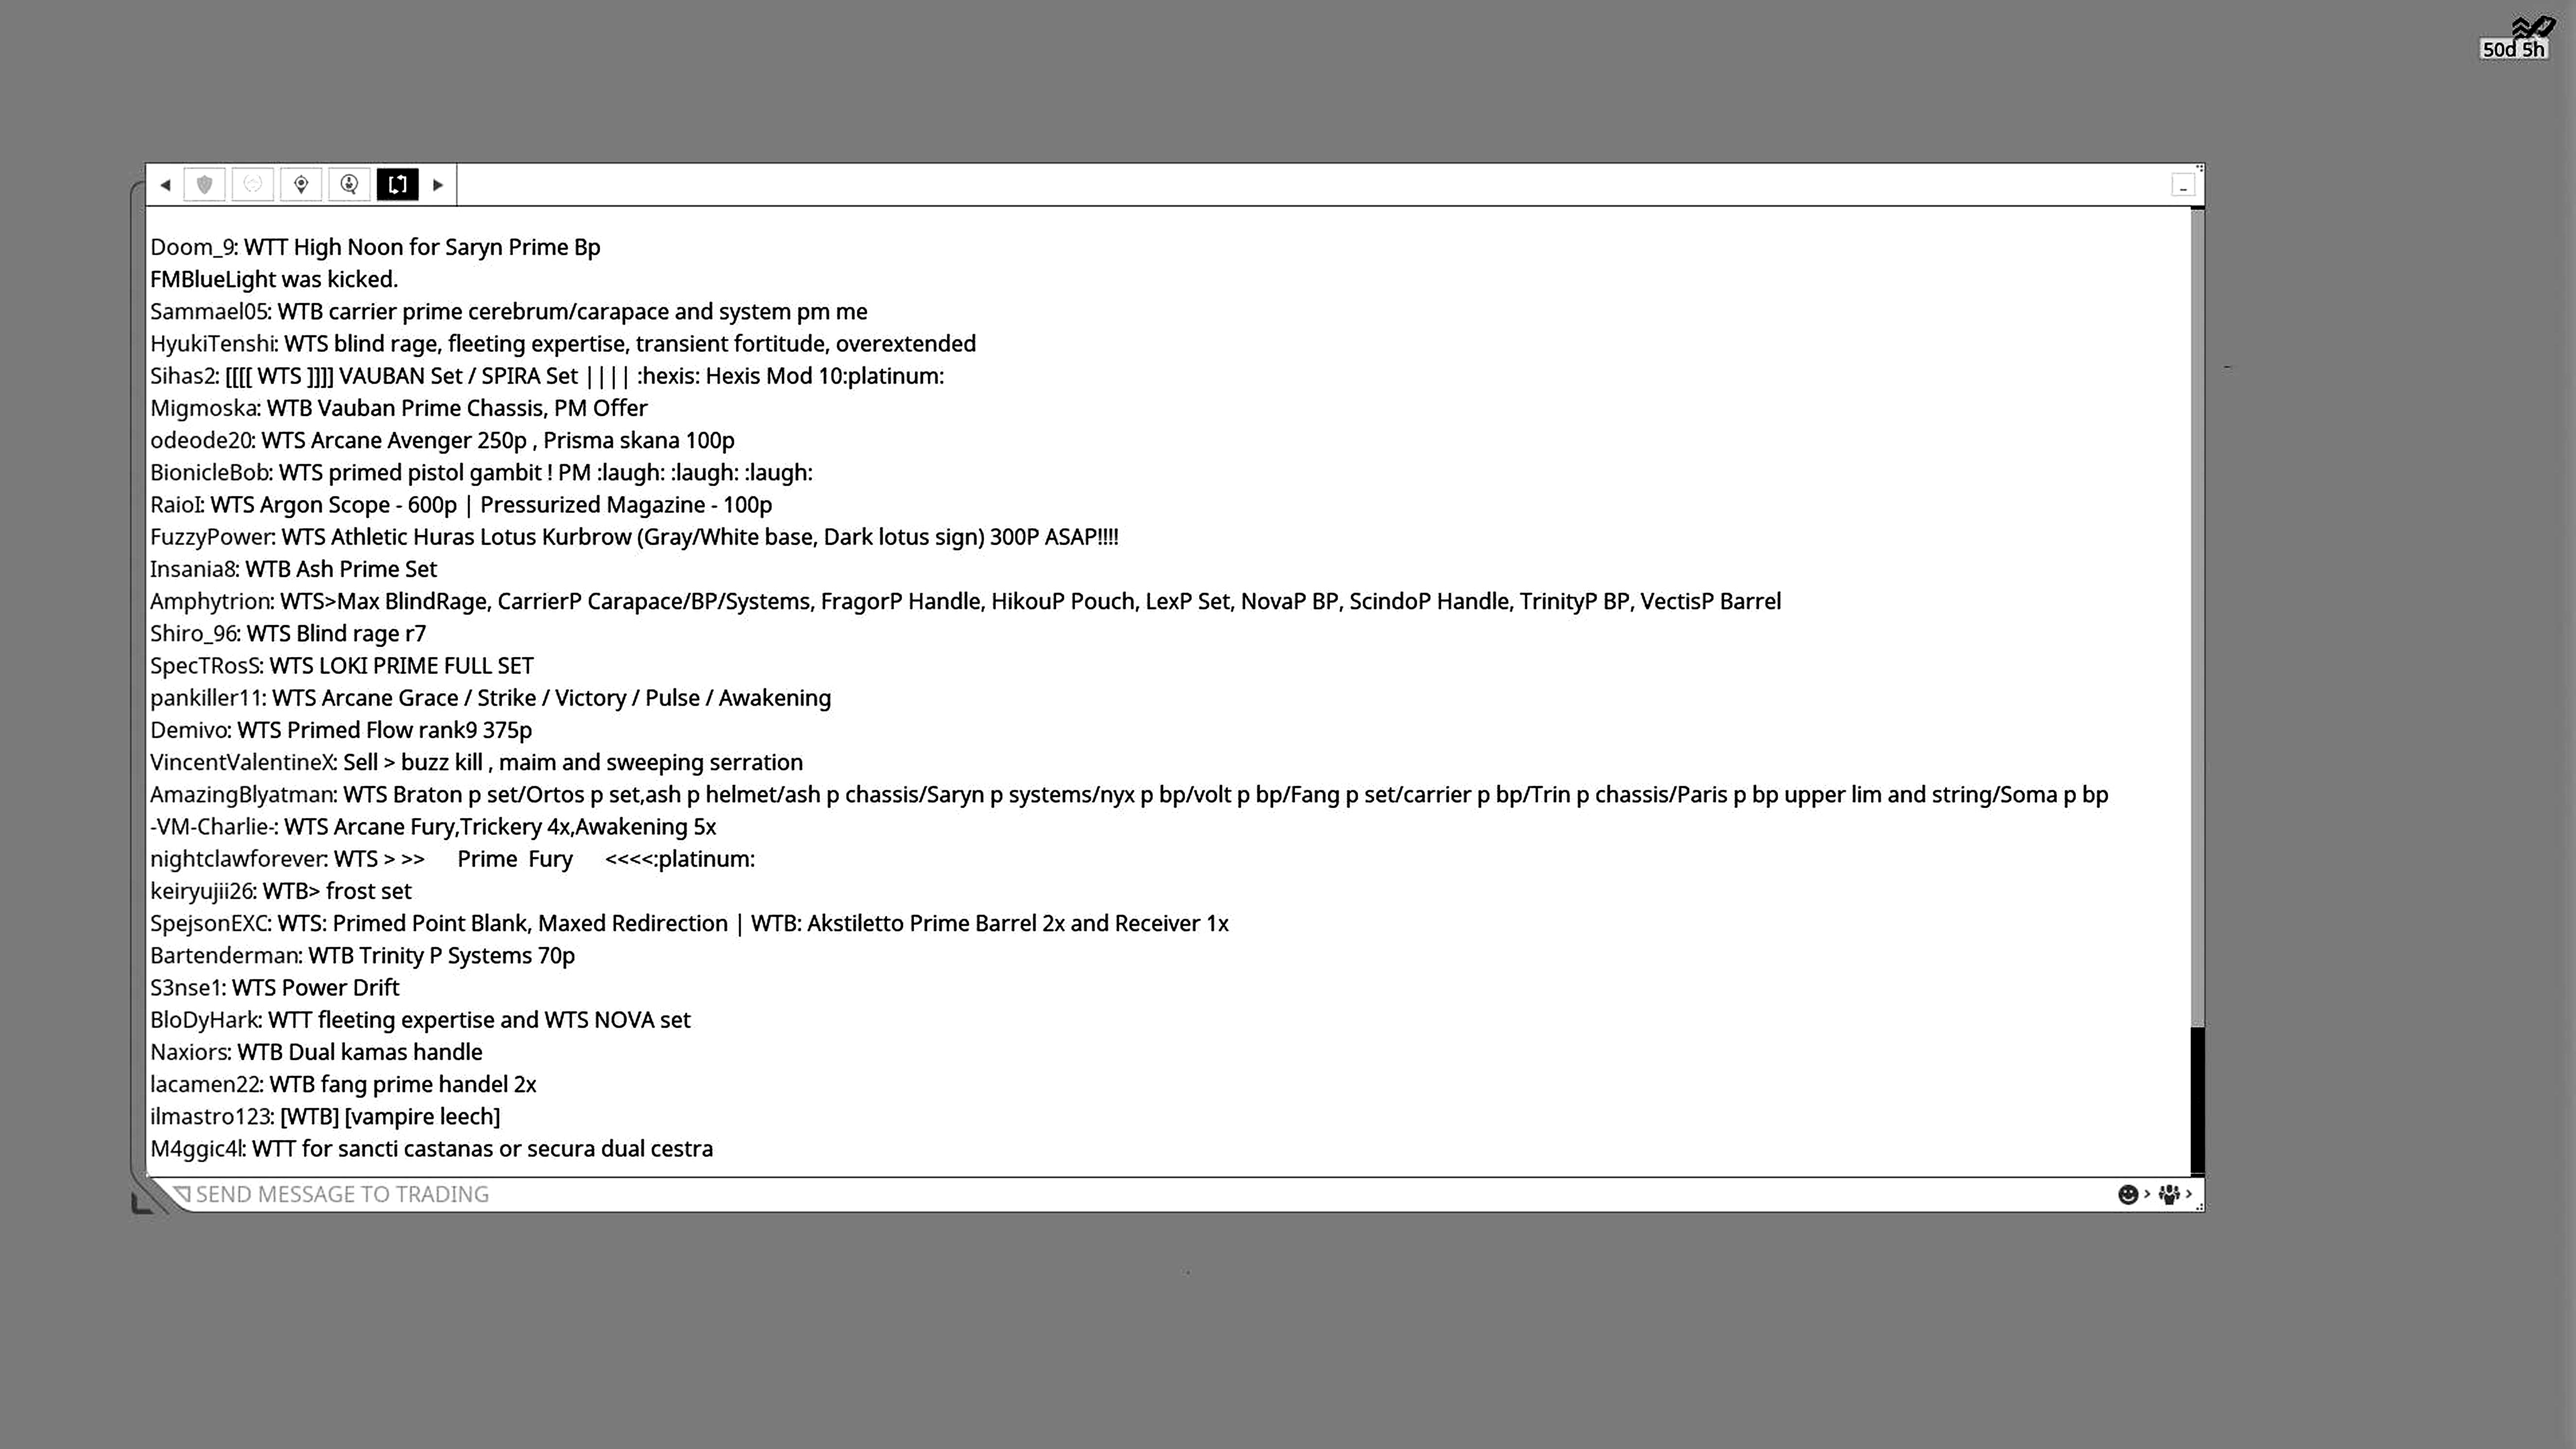 50d 5h
Doom_9: WTT High Noon for Saryn Prime Bp
FMBlueLight was kicked.
Sammael05: WTB carrier prime cerebrum/carapace and system pm me
HyukiTenshi: WTS blind rage, fleeting expertise, transient fortitude, overextended
Sihas2: [[[[ WTS ]]]] VAUBAN Set / SPIRA Set | | | | :hexis: Hexis Mod 10:platinum:
Migmoska: WTB Vauban Prime Chassis, PM Offer
odeode20: WTS Arcane Avenger 250p , Prisma skana 100p
BionicleBob: WTS primed pistol gambit ! PM :laugh: :laugh: :laugh:
RaioI: WTS Argon Scope - 600p | Pressurized Magazine - 100p
FuzzyPower: WTS Athletic Huras Lotus Kurbrow (Gray/White base, Dark lotus sign) 300P ASAP!!!!
Insania8: WTB Ash Prime Set
Amphytrion: WTS>Max BlindRage, CarrierP Carapace/BP/Systems, FragorP Handle, HikouP Pouch, LexP Set, NovaP BP, ScindoP Handle, TrinityP BP, VectisP Barrel
Shiro_96: WTS Blind rage r7
SpecTRosS: WTS LOKI PRIME FULL SET
pankiller11: WTS Arcane Grace / Strike / Victory / Pulse / Awakening
Demivo: WTS Primed Flow rank9 375p
VincentValentineX: Sell > buzz kill , maim and sweeping serration
AmazingBlyatman: WTS Braton p set/Ortos p set,ash p helmet/ash p chassis/Saryn p systems/nyx p bp/volt p bp/Fang p set/carrier p bp/Trin p chassis/Paris p bp upper lim and string/Soma p bp
-VM-Charlie-: WTS Arcane Fury,Trickery 4x,Awakening 5x
nightclawforever: WTS > >> Prime Fury <<<<:platinum:
keiryujii26: WTB> frost set
SpejsonEXC: WTS: Primed Point Blank, Maxed Redirection | WTB: Akstiletto Prime Barrel 2x and Receiver 1x
Bartenderman: WTB Trinity P Systems 70p
S3nse1: WTS Power Drift
BloDyHark: WTT fleeting expertise and WTS NOVA set
Naxiors: WTB Dual kamas handle
lacamen22: WTB fang prime handel 2x
ilmastro123: [WTB] [vampire leech]
M4ggic4l: WTT for sancti castanas or secura dual cestra
SEND MESSAGE TO TRADING